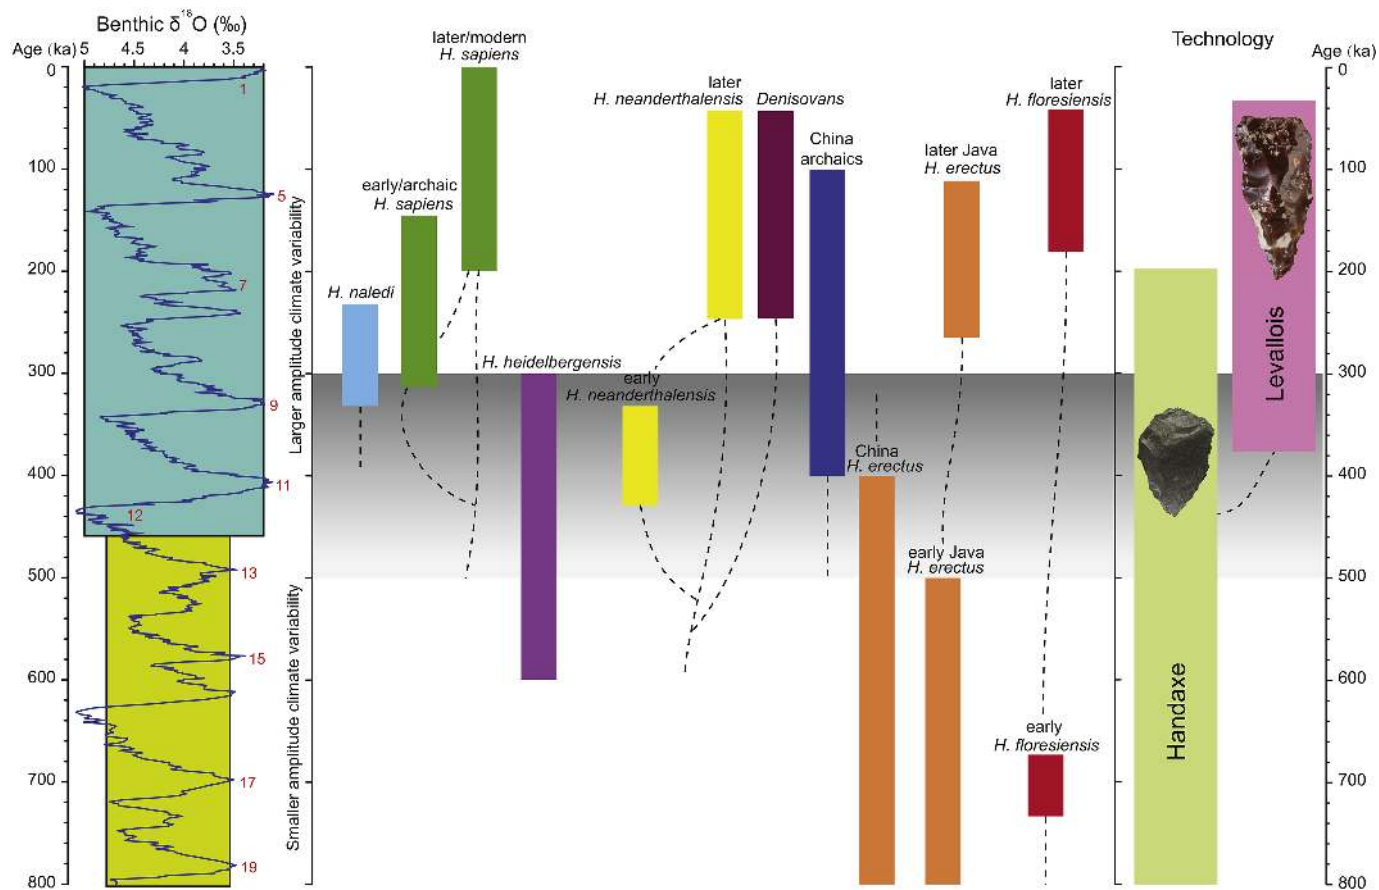 Benthic δ¹⁸O (‰)
Age (ka) 5 4.5 4 3.5
0
100
200
300
400
500
600
700
800
1
5
7
9
11
12
13
15
17
19
Larger amplitude climate variability
Smaller amplitude climate variability
later/modern
H. sapiens
early/archaic
H. sapiens
H. naledi
H. heidelbergensis
later
H. neanderthalensis
early
H. neanderthalensis
Denisovans
China
archaics
China
H. erectus
later Java
H. erectus
early Java
H. erectus
later
H. floresiensis
early
H. floresiensis
Technology
Handaxe
Levallois
Age (ka)
0
100
200
300
400
500
600
700
800